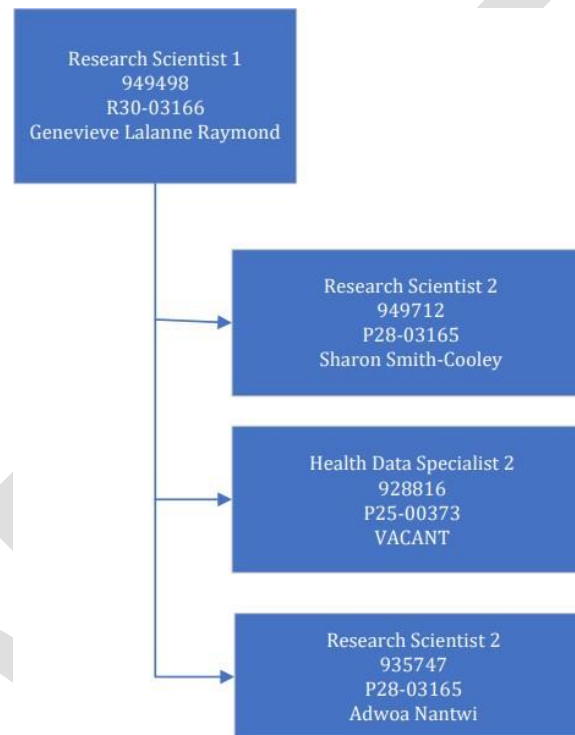 Research Scientist 1
949498
R30-03166
Genevieve Lalanne Raymond
Research Scientist 2
949712
P28-03165
Sharon Smith-Cooley
Health Data Specialist 2
928816
P25-00373
VACANT
Research Scientist 2
935747
P28-03165
Adwoa Nantwi